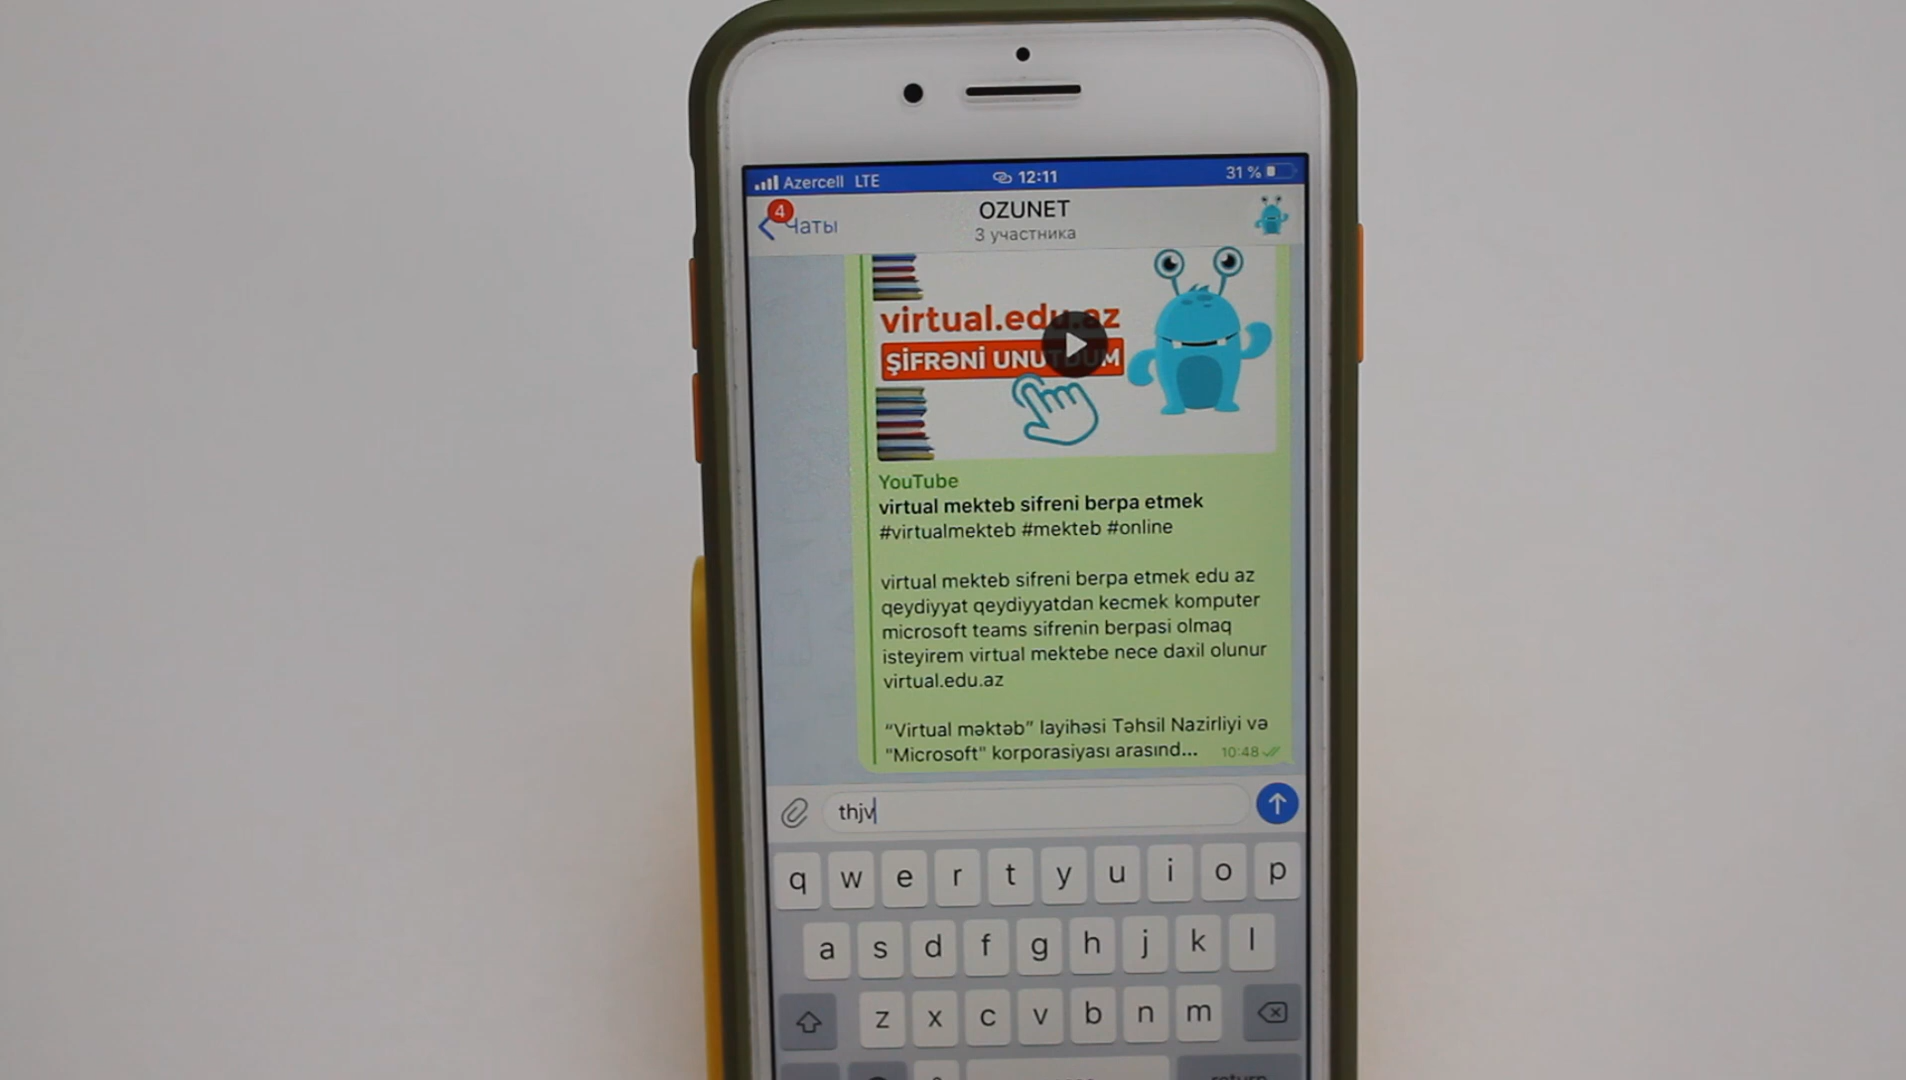 Azercell LTE 12:11 31 %
4
Чаты
OZUNET
3 участника
virtual.edu.az
ŞİFRƏNİ UNUTDUM
YouTube
virtual mekteb sifreni berpa etmek
#virtualmekteb #mekteb #online
virtual mekteb sifreni berpa etmek edu az
qeydiyyat qeydiyyatdan kecmek komputer
microsoft teams sifrenin berpasi olmaq
isteyirem virtual mektebe nece daxil olunur
virtual.edu.az
“Virtual məktəb” layihəsi Təhsil Nazirliyi və
"Microsoft" korporasiyası arasınd... 10:48
thjv
q w e r t y u i o p
a s d f g h j k l
z x c v b n m
return